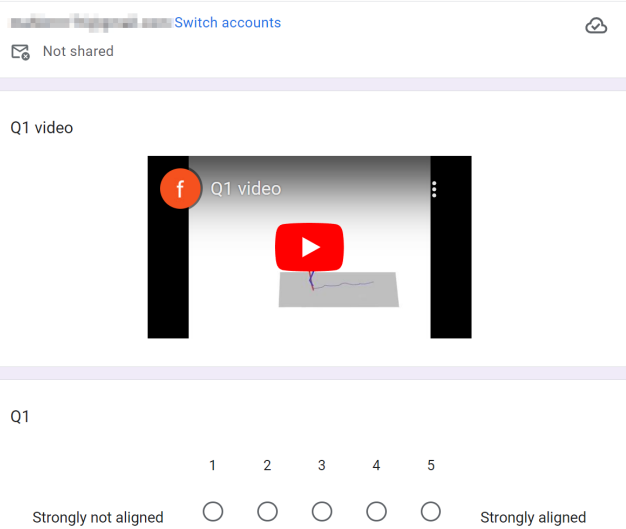 Switch accounts
Not shared
Q1 video
f Q1 video
Q1
1 2 3 4 5
Strongly not aligned Strongly aligned